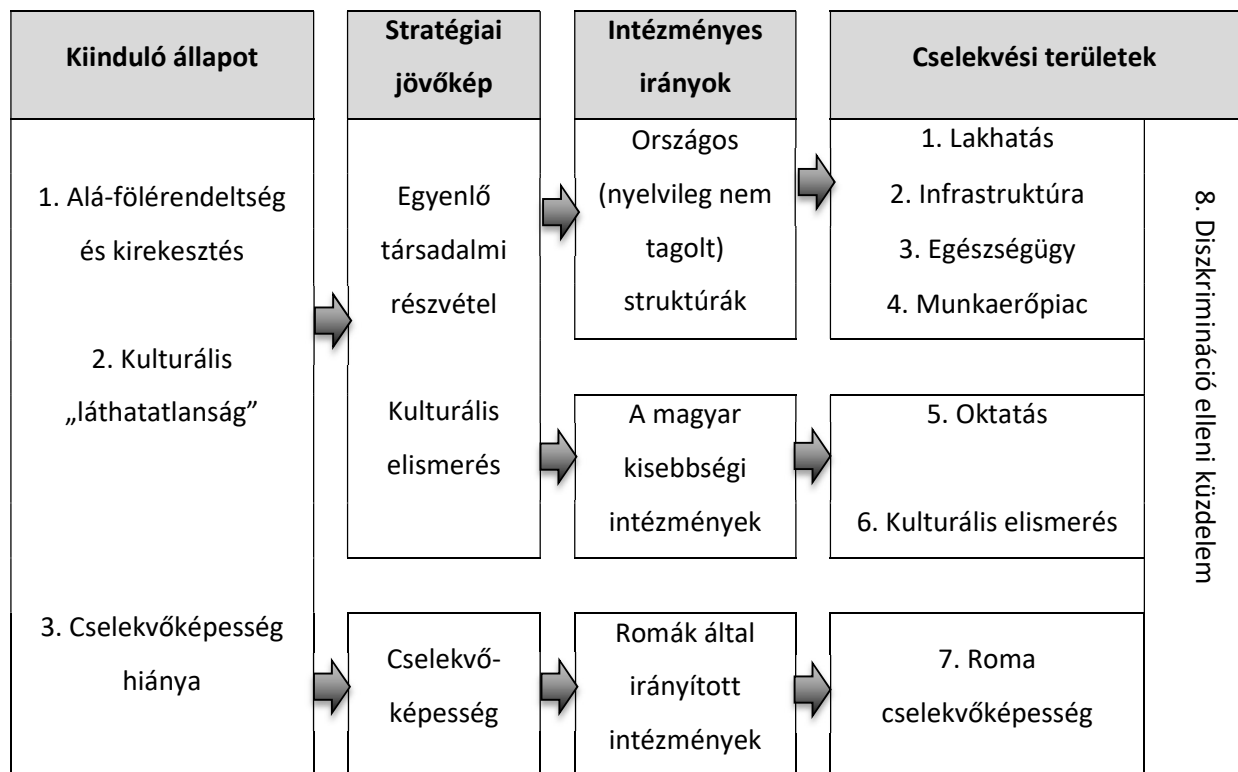 Kiinduló állapot
Stratégiai
jövőkép
Intézményes
irányok
Cselekvési területek
1. Alá-fölérendeltség
és kirekesztés
2. Kulturális
„láthatatlanság”
3. Cselekvőképesség
hiánya
Egyenlő
társadalmi
részvétel
Kulturális
elismerés
Cselekvő-
képesség
Országos
(nyelvileg nem
tagolt)
struktúrák
A magyar
kisebbségi
intézmények
Romák által
irányított
intézmények
1. Lakhatás
2. Infrastruktúra
3. Egészségügy
4. Munkaerőpiac
5. Oktatás
6. Kulturális elismerés
7. Roma
cselekvőképesség
8. Diszkrimináció elleni küzdelem